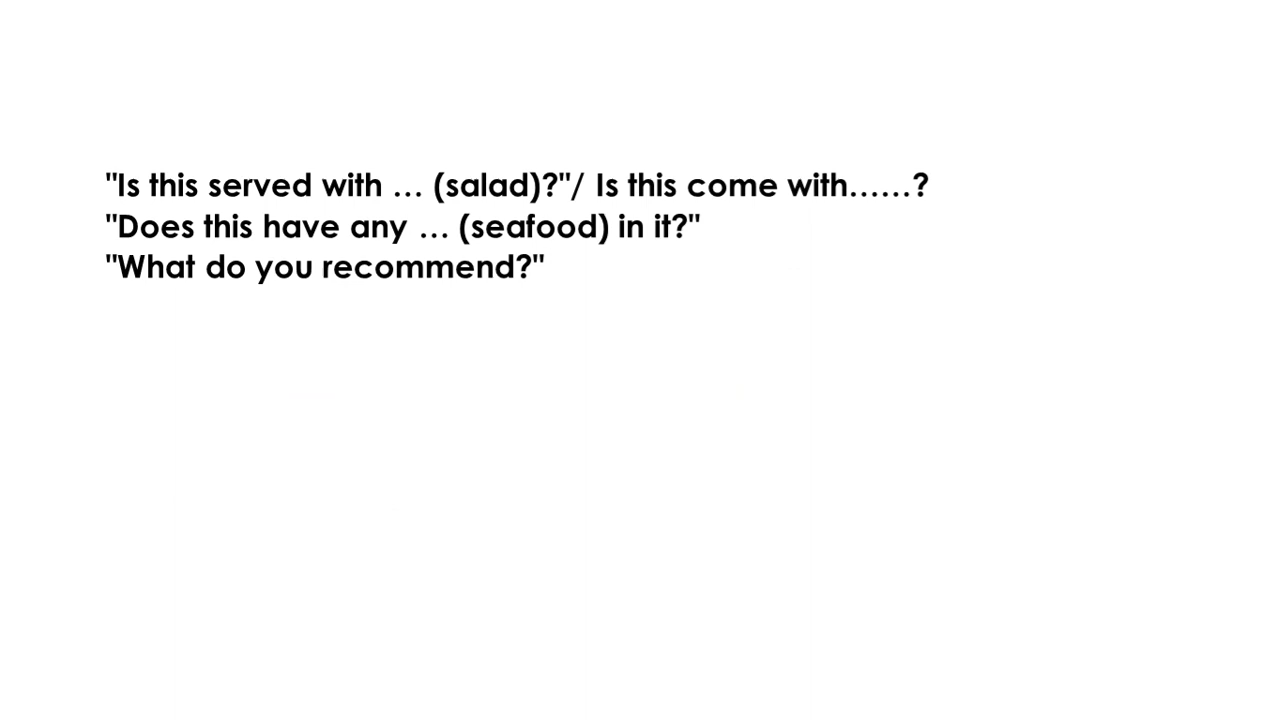 "Is this served with … (salad)?"/ Is this come with……?
"Does this have any … (seafood) in it?"
"What do you recommend?"